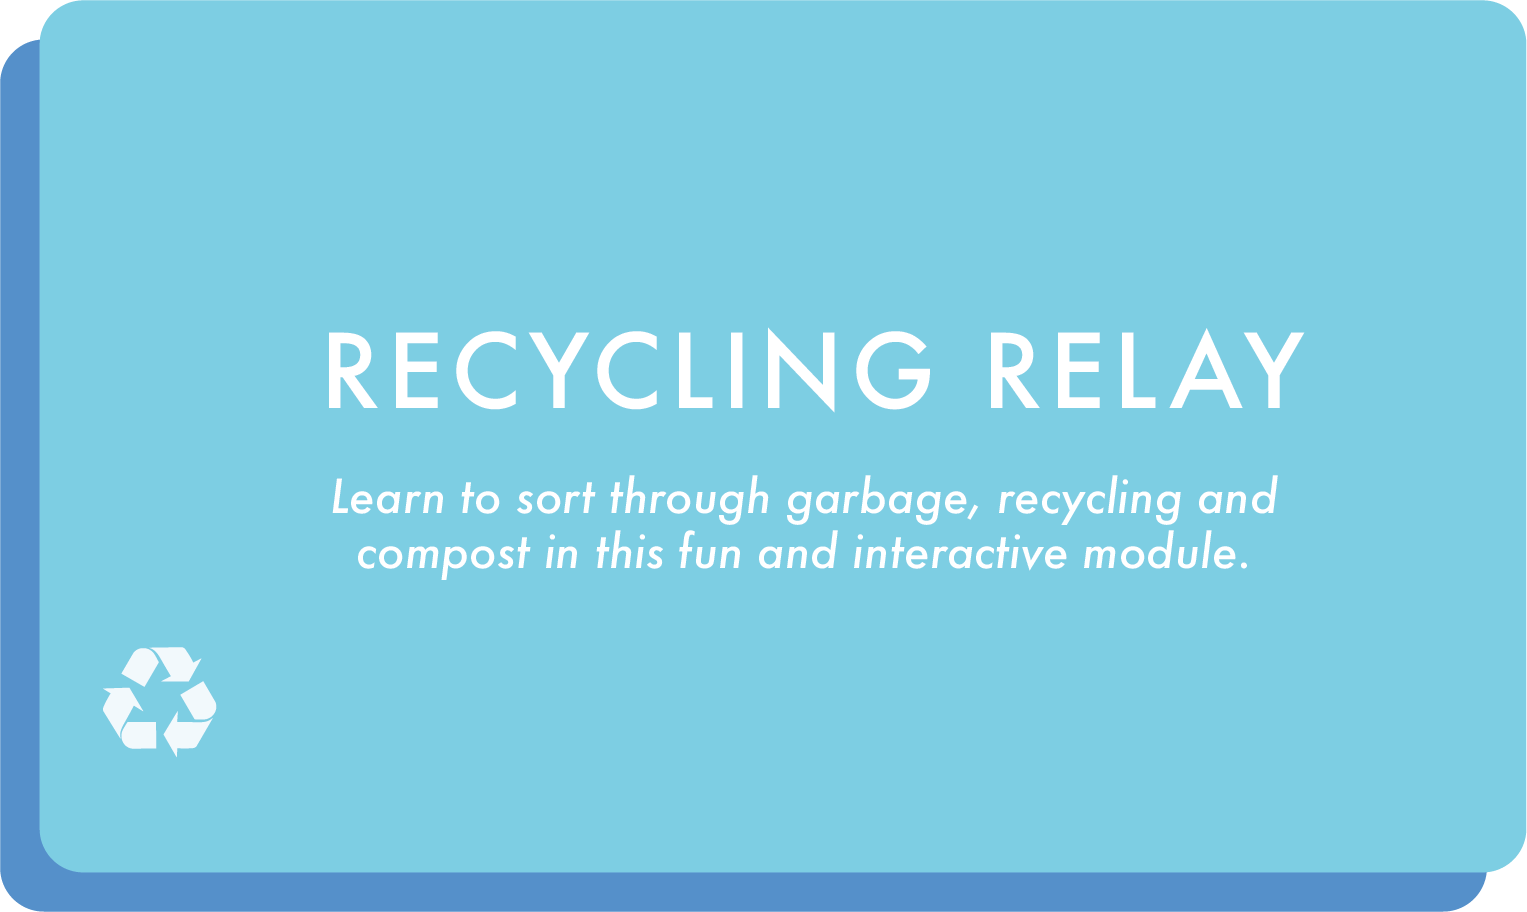 RECYCLING RELAY
Learn to sort through garbage, recycling and
compost in this fun and interactive module.